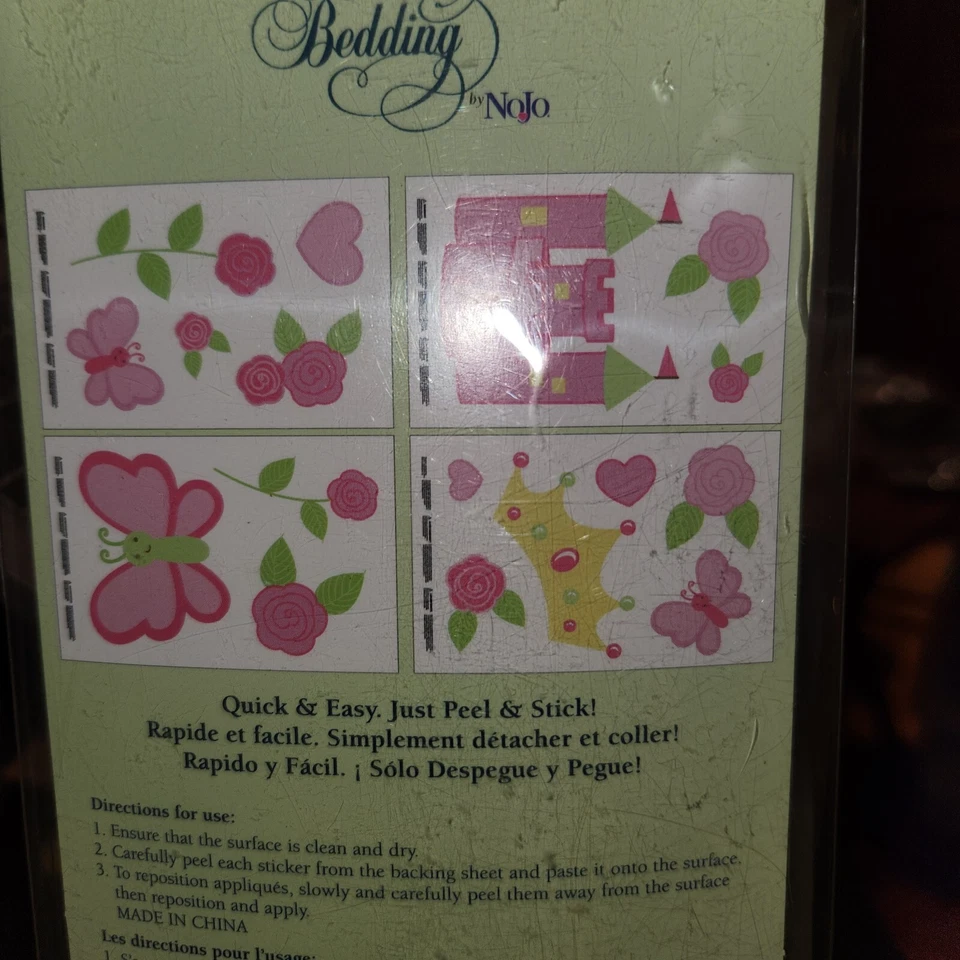 Bedding
by NoJo
Quick & Easy. Just Peel & Stick!
Rapide et facile. Simplement détacher et coller!
Rapido y Fácil. ¡ Sólo Despegue y Pegue!
Directions for use:
1. Ensure that the surface is clean and dry.
2. Carefully peel each sticker from the backing sheet and paste it onto the surface.
3. To reposition appliqués, slowly and carefully peel them away from the surface
then reposition and apply.
MADE IN CHINA
Les directions pour l'usage: